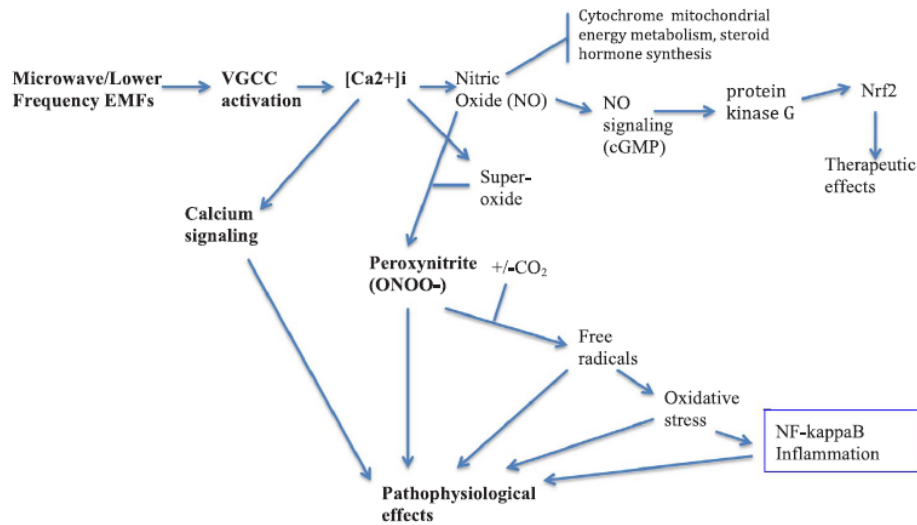 Cytochrome mitochondrial
energy metabolism, steroid
hormone synthesis
Microwave/Lower
Frequency EMFs
VGCC
activation
[Ca2+]i
Nitric
Oxide (NO)
NO
signaling
(cGMP)
protein
kinase G
Nrf2
Therapeutic
effects
Super-
oxide
Calcium
signaling
Peroxynitrite
(ONOO-)
+/-CO₂
Free
radicals
Oxidative
stress
NF-kappaB
Inflammation
Pathophysiological
effects